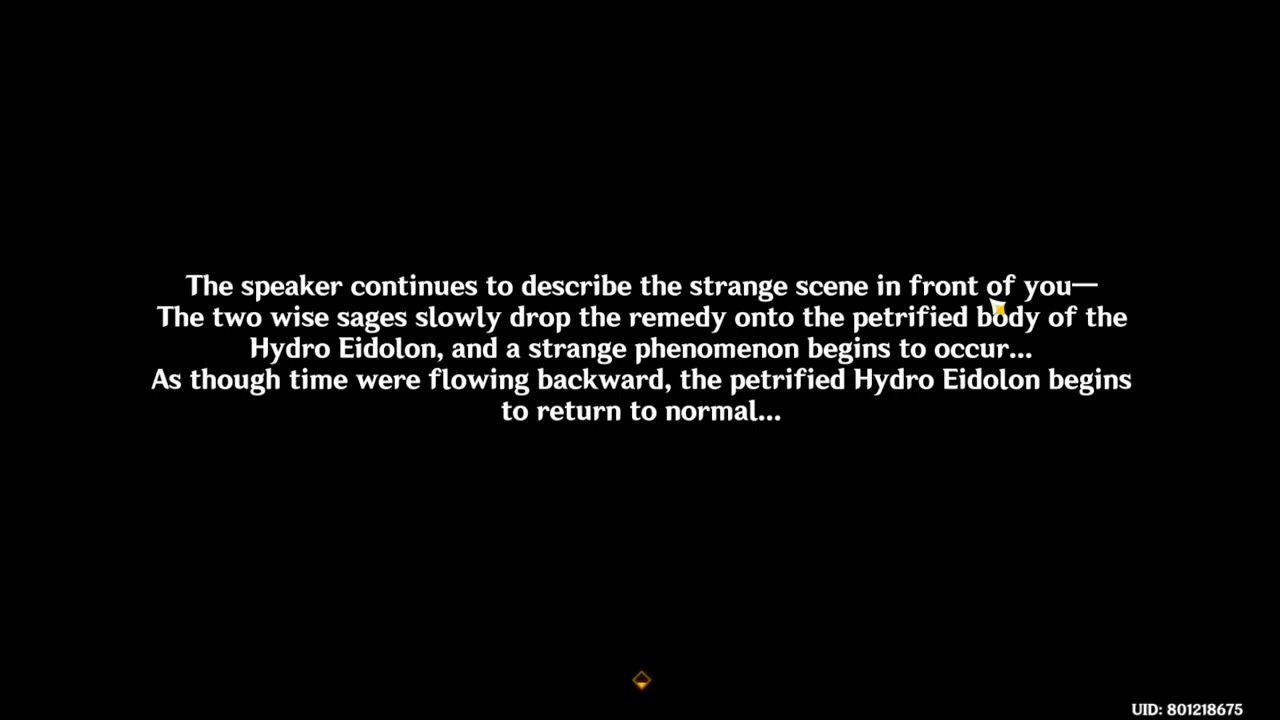 The speaker continues to describe the strange scene in front of you—
The two wise sages slowly drop the remedy onto the petrified body of the
Hydro Eidolon, and a strange phenomenon begins to occur...
As though time were flowing backward, the petrified Hydro Eidolon begins
to return to normal...
UID: 801218675